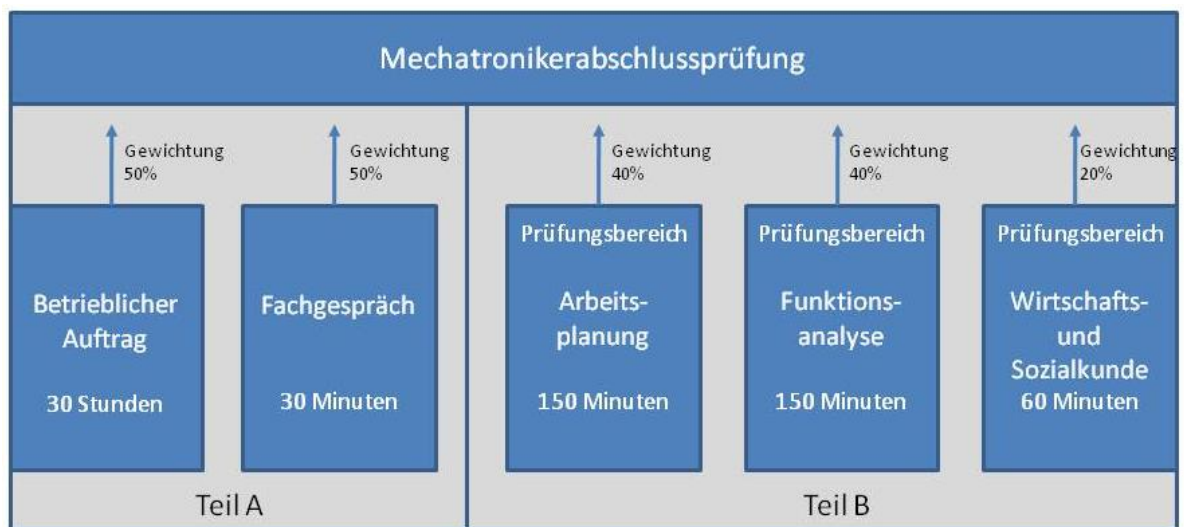 Mechatronikerabschlussprüfung
Gewichtung
50%
Gewichtung
50%
Gewichtung
40%
Gewichtung
40%
Gewichtung
20%
Betrieblicher
Auftrag
30 Stunden
Fachgespräch
30 Minuten
Prüfungsbereich
Arbeits-
planung
150 Minuten
Prüfungsbereich
Funktions-
analyse
150 Minuten
Prüfungsbereich
Wirtschafts-
und
Sozialkunde
60 Minuten
Teil A
Teil B